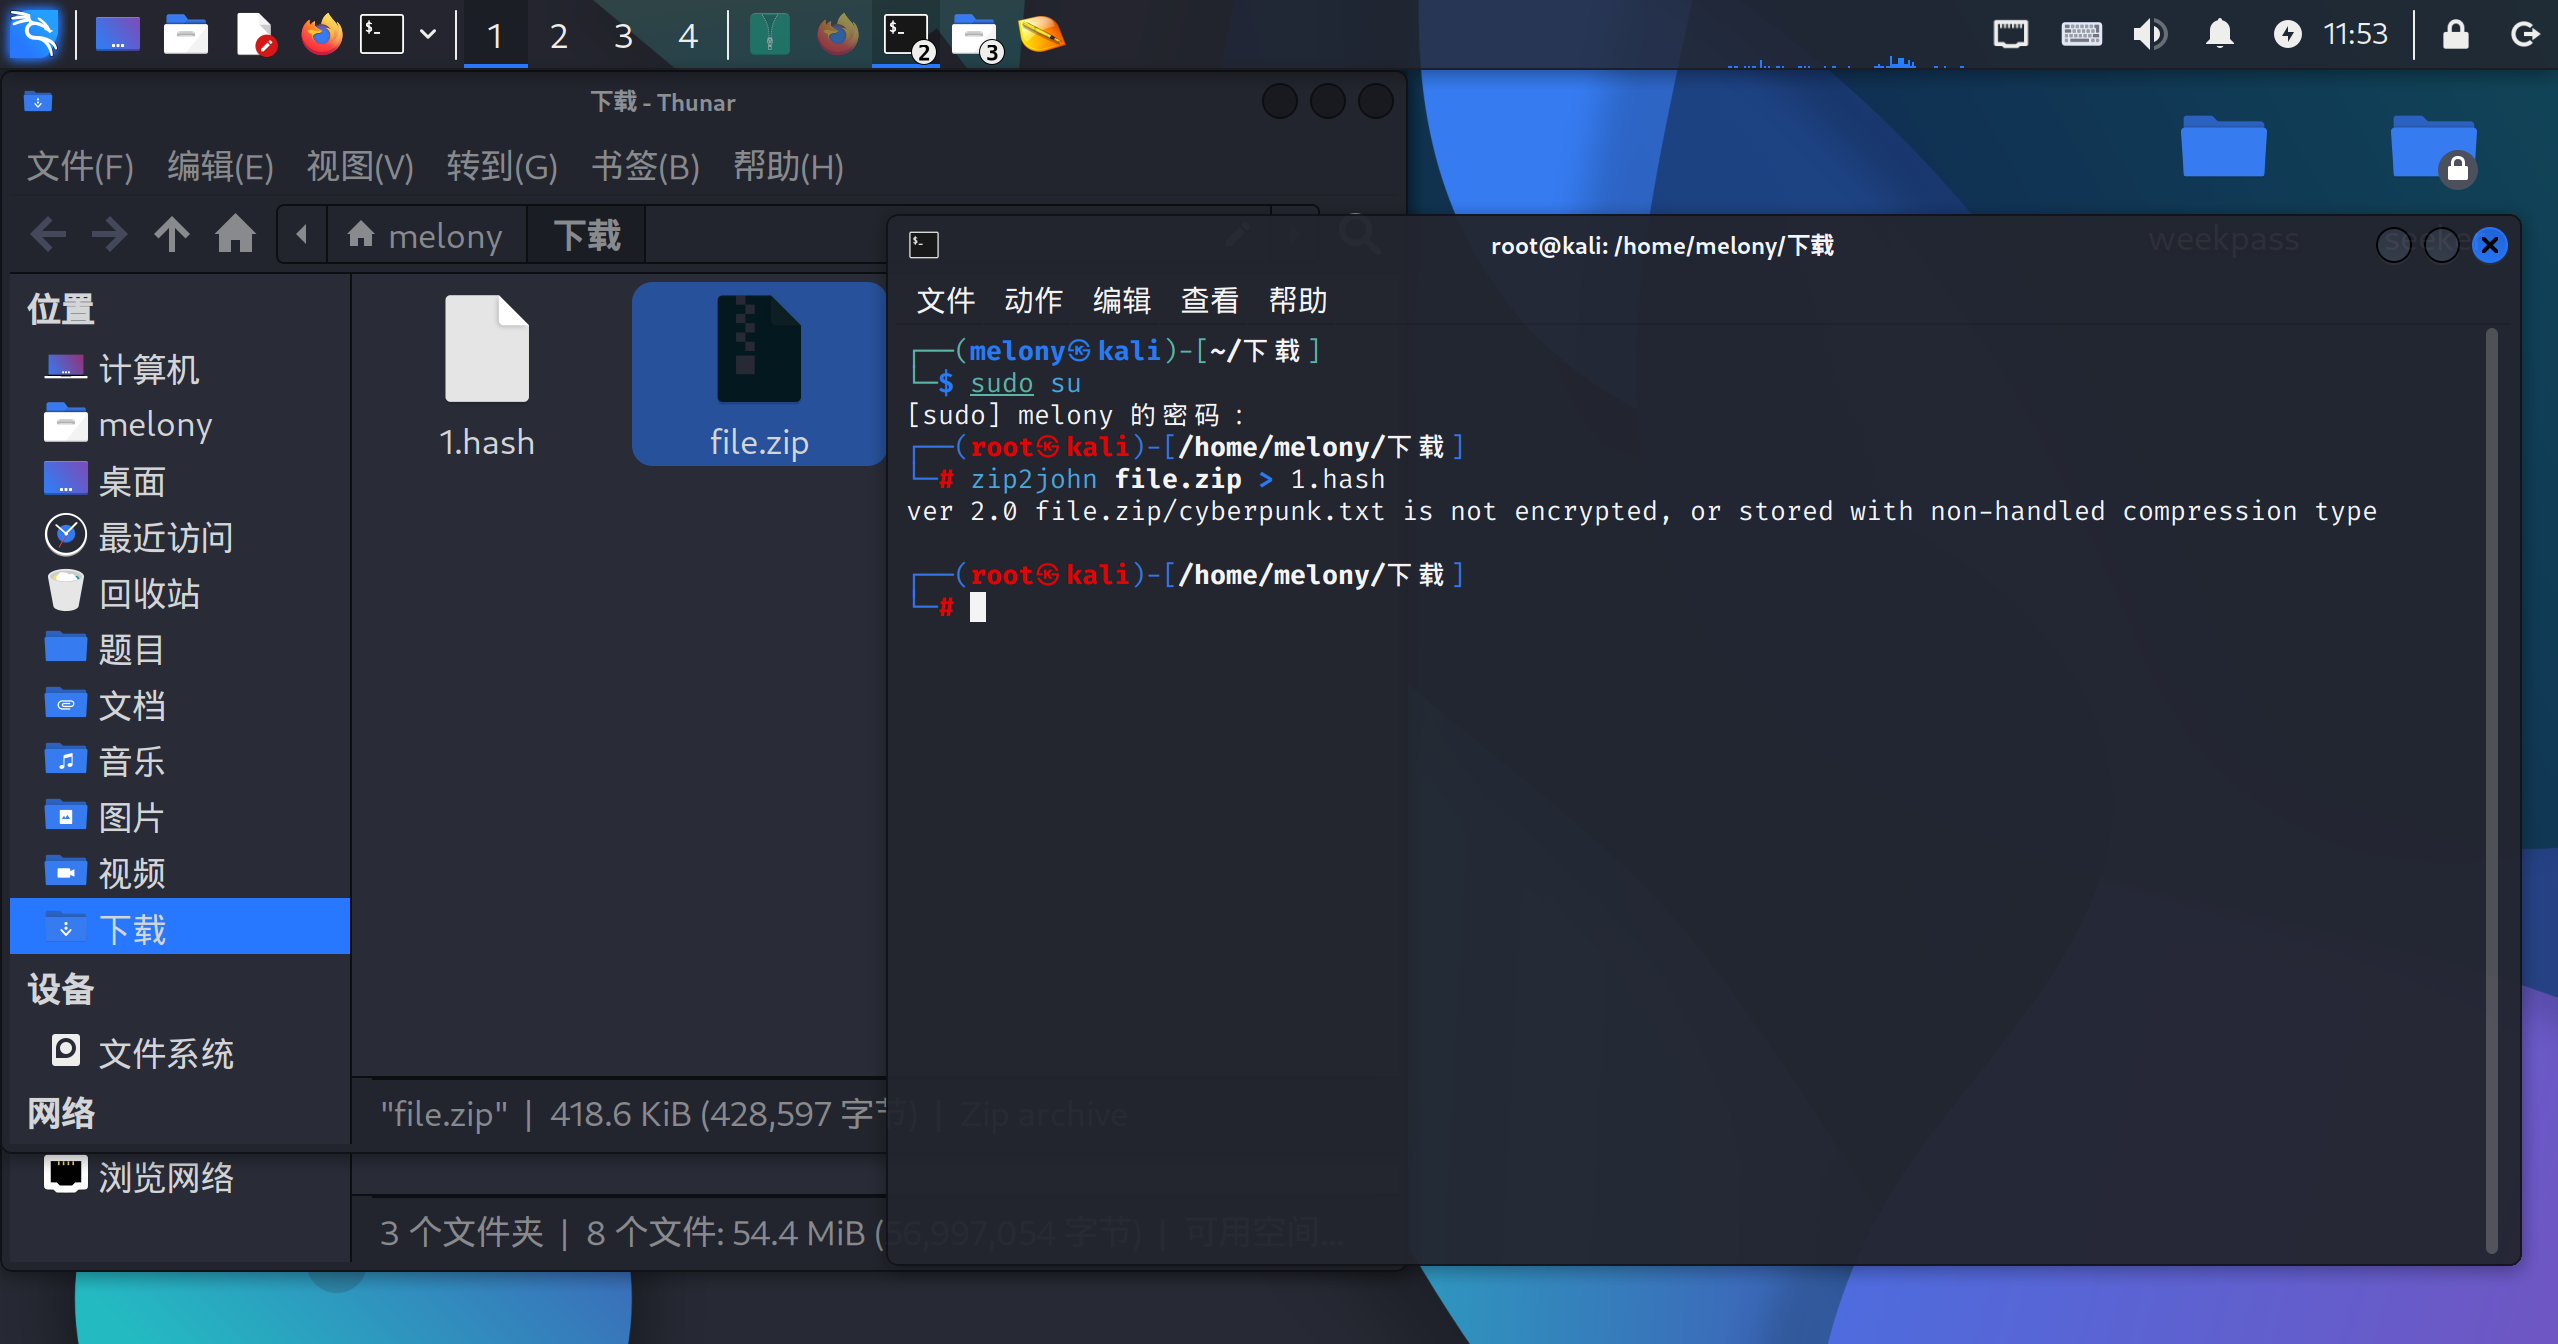 1 2 3 4 2 3 11:53
下载 - Thunar
文件(F) 编辑(E) 视图(V) 转到(G) 书签(B) 帮助(H)
melony 下载
位置
计算机
melony
桌面
最近访问
回收站
题目
文档
音乐
图片
视频
下载
设备
文件系统
网络
浏览网络
1.hash
file.zip
"file.zip" | 418.6 KiB (428,597 字节) | Zip archive
3 个文件夹 | 8 个文件: 54.4 MiB (56,997,054 字节) | 可用空间...
weekpass
root@kali: /home/melony/下载
文件 动作 编辑 查看 帮助
┌──(melony㉿kali)-[~/下载]
└─$ sudo su
[sudo] melony 的密码：
┌──(root㉿kali)-[/home/melony/下载]
└─# zip2john file.zip > 1.hash
ver 2.0 file.zip/cyberpunk.txt is not encrypted, or stored with non-handled compression type
┌──(root㉿kali)-[/home/melony/下载]
└─#